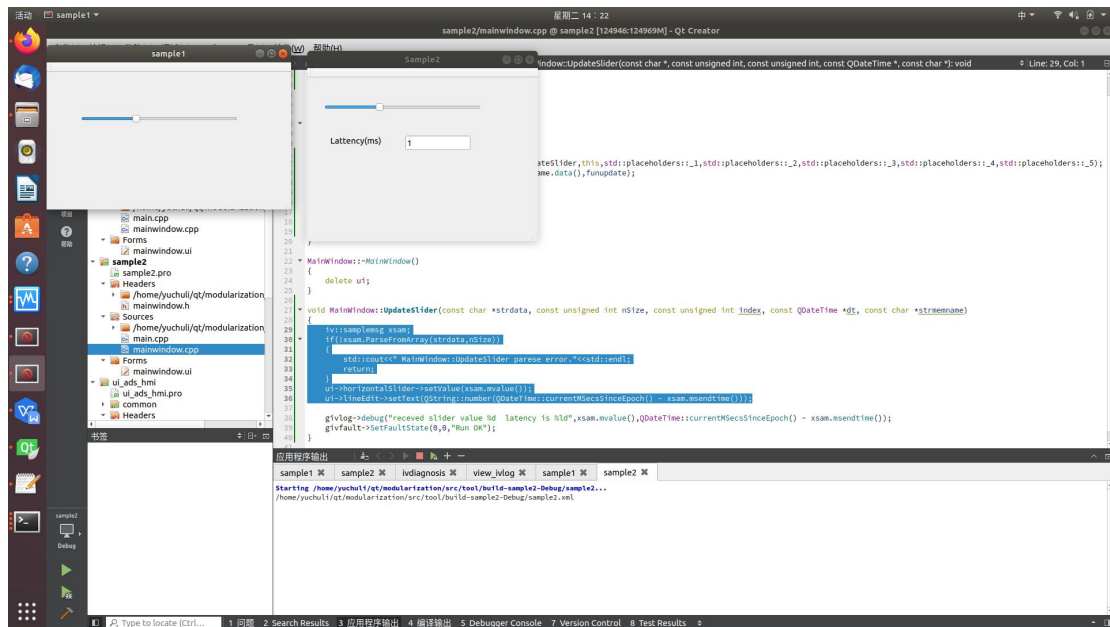 活动
sample1
星期二 14：22
中
sample2/mainwindow.cpp @ sample2 [124946:124969M] - Qt Creator
(W) 帮助(H)
sample1
Sample2
Lattency(ms)
1
indow::UpdateSlider(const char *, const unsigned int, const unsigned int, const QDateTime *, const char *): void
Line: 29, Col: 1
ateSlider,this,std::placeholders::_1,std::placeholders::_2,std::placeholders::_3,std::placeholders::_4,std::placeholders::_5);
ame.data(),funupdate);
项目
帮助
main.cpp
mainwindow.cpp
Forms
mainwindow.ui
sample2
sample2.pro
Headers
/home/yuchuli/qt/modularization
mainwindow.h
Sources
/home/yuchuli/qt/modularization
main.cpp
mainwindow.cpp
Forms
mainwindow.ui
ui_ads_hmi
ui_ads_hmi.pro
common
Headers
书签
17
18
19
20 }
21
22 MainWindow::~MainWindow()
23 {
24 delete ui;
25 }
26
27 void MainWindow::UpdateSlider(const char *strdata, const unsigned int nSize, const unsigned int index, const QDateTime *dt, const char *strmemname)
28 {
29 iv::samplemsg xsam;
30 if(!xsam.ParseFromArray(strdata,nSize))
31 {
32 std::cout<<" MainWindow::UpdateSlider parese error."<<std::endl;
33 return;
34 }
35 ui->horizontalSlider->setValue(xsam.mvalue());
36 ui->lineEdit->setText(QString::number(QDateTime::currentMSecsSinceEpoch() - xsam.msendtime()));
37
38 givlog->debug("receved slider value %d latency is %ld",xsam.mvalue(),QDateTime::currentMSecsSinceEpoch() - xsam.msendtime());
39 givfault->SetFaultState(0,0,"Run OK");
40 }
41
应用程序输出
sample1 sample2 ivdiagnosis view_ivlog sample1 sample2
Starting /home/yuchuli/qt/modularization/src/tool/build-sample2-Debug/sample2...
/home/yuchuli/qt/modularization/src/tool/build-sample2-Debug/sample2.xml
sample2
Debug
Type to locate (Ctrl...
1 问题 2 Search Results 3 应用程序输出 4 编译输出 5 Debugger Console 7 Version Control 8 Test Results